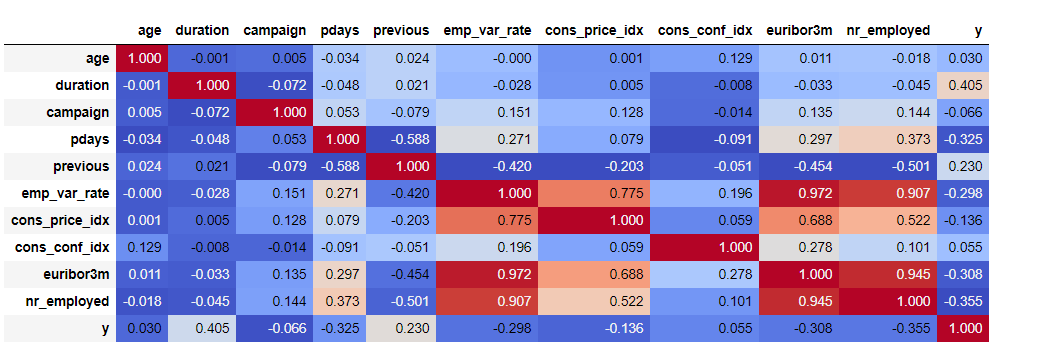 age duration campaign pdays previous emp_var_rate cons_price_idx cons_conf_idx euribor3m nr_employed y
age 1.000 -0.001 0.005 -0.034 0.024 -0.000 0.001 0.129 0.011 -0.018 0.030
duration -0.001 1.000 -0.072 -0.048 0.021 -0.028 0.005 -0.008 -0.033 -0.045 0.405
campaign 0.005 -0.072 1.000 0.053 -0.079 0.151 0.128 -0.014 0.135 0.144 -0.066
pdays -0.034 -0.048 0.053 1.000 -0.588 0.271 0.079 -0.091 0.297 0.373 -0.325
previous 0.024 0.021 -0.079 -0.588 1.000 -0.420 -0.203 -0.051 -0.454 -0.501 0.230
emp_var_rate -0.000 -0.028 0.151 0.271 -0.420 1.000 0.775 0.196 0.972 0.907 -0.298
cons_price_idx 0.001 0.005 0.128 0.079 -0.203 0.775 1.000 0.059 0.688 0.522 -0.136
cons_conf_idx 0.129 -0.008 -0.014 -0.091 -0.051 0.196 0.059 1.000 0.278 0.101 0.055
euribor3m 0.011 -0.033 0.135 0.297 -0.454 0.972 0.688 0.278 1.000 0.945 -0.308
nr_employed -0.018 -0.045 0.144 0.373 -0.501 0.907 0.522 0.101 0.945 1.000 -0.355
y 0.030 0.405 -0.066 -0.325 0.230 -0.298 -0.136 0.055 -0.308 -0.355 1.000